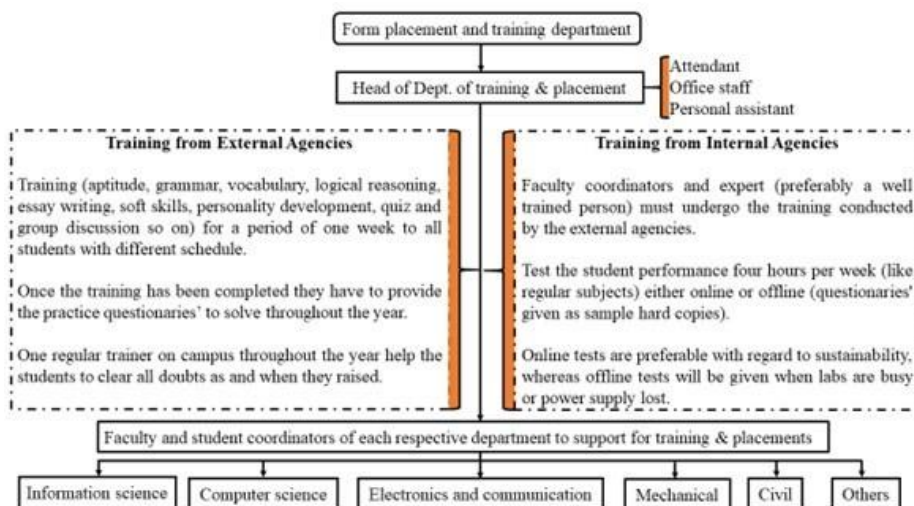 Form placement and training department
Head of Dept. of training & placement
Attendant
Office staff
Personal assistant
Training from External Agencies
Training (aptitude, grammar, vocabulary, logical reasoning,
essay writing, soft skills, personality development, quiz and
group discussion so on) for a period of one week to all
students with different schedule.
Once the training has been completed they have to provide
the practice questionaries' to solve throughout the year.
One regular trainer on campus throughout the year help the
students to clear all doubts as and when they raised.
Training from Internal Agencies
Faculty coordinators and expert (preferably a well
trained person) must undergo the training conducted
by the external agencies.
Test the student performance four hours per week (like
regular subjects) either online or offline (questionaries'
given as sample hard copies).
Online tests are preferable with regard to sustainability,
whereas offline tests will be given when labs are busy
or power supply lost.
Faculty and student coordinators of each respective department to support for training & placements
Information science
Computer science
Electronics and communication
Mechanical
Civil
Others